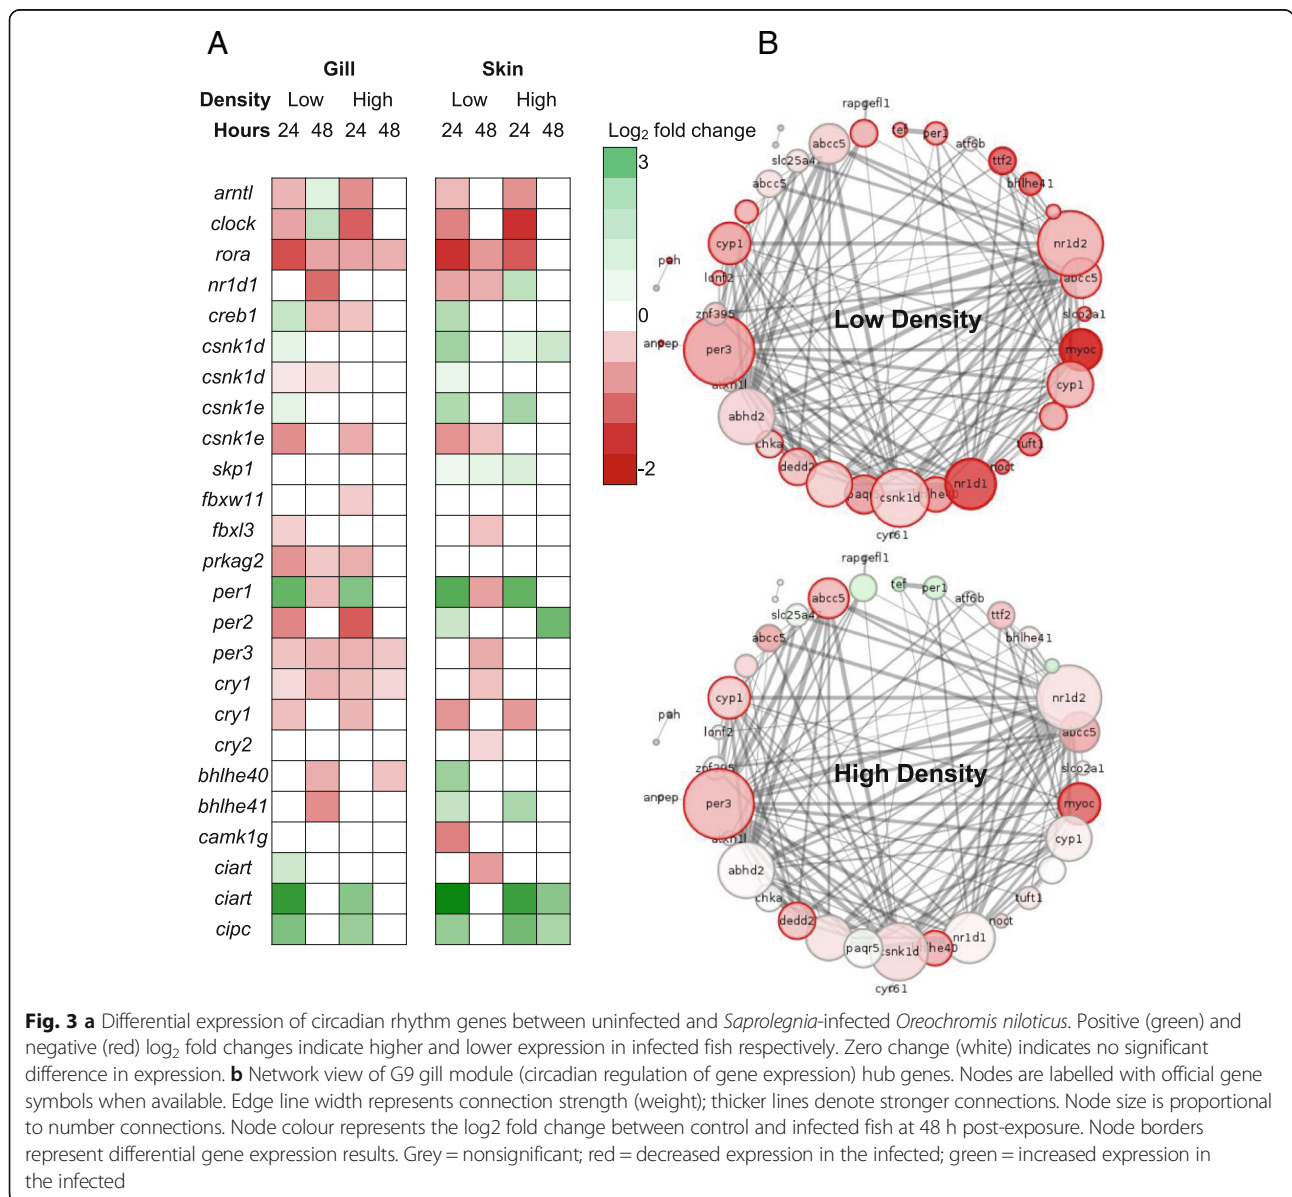 A
B
Gill
Skin
Density
Low
High
Low
High
Hours
24 48 24 48
24 48 24 48
Log2 fold change
3
0
-2
arntl
clock
rora
nr1d1
creb1
csnk1d
csnk1d
csnk1e
csnk1e
skp1
fbxw11
fbxl3
prkag2
per1
per2
per3
cry1
cry1
cry2
bhlhe40
bhlhe41
camk1g
ciart
ciart
cipc
rapgefl1
tef
per1
atf6b
abcc5
ttf2
slc25a4
bhlhe41
abcc5
cyp1
nr1d2
pah
lonf2
abcc5
znf395
slco2a1
Low Density
anpep
per3
myoc
atxn1l
cyp1
abhd2
chka
tuft1
dedd2
noct
paqr
csnk1d
nr1d1
cyr61
rapgefl1
tef
per1
atf6b
abcc5
ttf2
slc25a4
bhlhe41
abcc5
cyp1
nr1d2
pah
lonf2
abcc5
znf395
slco2a1
High Density
anpep
per3
myoc
atxn1l
cyp1
abhd2
chka
tuft1
dedd2
noct
paqr5
csnk1d
he40
nr1d1
cyr61
Fig. 3 a Differential expression of circadian rhythm genes between uninfected and Saprolegnia-infected Oreochromis niloticus. Positive (green) and
negative (red) log2 fold changes indicate higher and lower expression in infected fish respectively. Zero change (white) indicates no significant
difference in expression. b Network view of G9 gill module (circadian regulation of gene expression) hub genes. Nodes are labelled with official gene
symbols when available. Edge line width represents connection strength (weight); thicker lines denote stronger connections. Node size is proportional
to number connections. Node colour represents the log2 fold change between control and infected fish at 48 h post-exposure. Node borders
represent differential gene expression results. Grey = nonsignificant; red = decreased expression in the infected; green = increased expression in
the infected